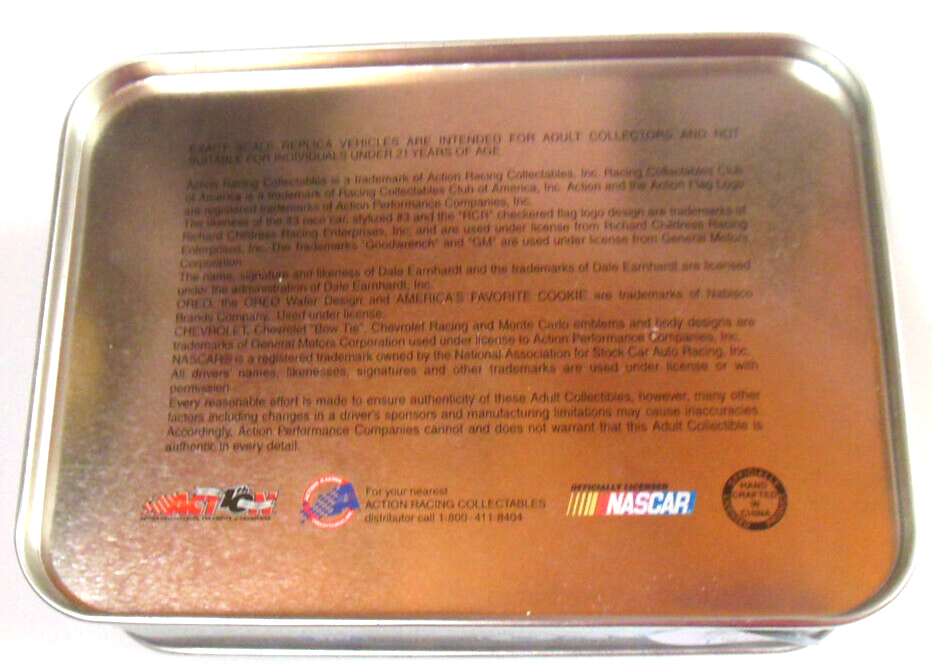 EXACT SCALE REPLICA VEHICLES ARE INTENDED FOR ADULT COLLECTORS AND NOT
SUITABLE FOR INDIVIDUALS UNDER 21 YEARS OF AGE.
Action Racing Collectables is a trademark of Action Racing Collectables, Inc. Racing Collectables Club
of America is a trademark of Racing Collectables Club of America, Inc. Action and the Action Flag Logo
are registered trademarks of Action Performance Companies, Inc.
The likeness of the #3 race car, stylized #3 and the "RCR" checkered flag logo design are trademarks of
Richard Childress Racing Enterprises, Inc. and are used under license from Richard Childress Racing
Enterprises, Inc. The Trademarks "Goodwrench" and "GM" are used under license from General Motors
Corporation.
The name, signature and likeness of Dale Earnhardt and the trademarks of Dale Earnhardt are licensed
under the administration of Dale Earnhardt, Inc.
OREO, the OREO Wafer Design and AMERICA'S FAVORITE COOKIE are trademarks of Nabisco
Brands Company. Used under license.
CHEVROLET, Chevrolet "Bow Tie", Chevrolet Racing and Monte Carlo emblems and body designs are
trademarks of General Motors Corporation used under license to Action Performance Companies, Inc.
NASCAR® is a registered trademark owned by the National Association for Stock Car Auto Racing, Inc.
All drivers' names, likenesses, signatures and other trademarks are used under license or with
permission.
Every reasonable effort is made to ensure authenticity of these Adult Collectibles, however, many other
factors including changes in a driver's sponsors and manufacturing limitations may cause inaccuracies.
Accordingly, Action Performance Companies cannot and does not warrant that this Adult Collectible is
authentic in every detail.
ACTION
For your nearest
ACTION RACING COLLECTABLES
distributor call 1-800-411-8404
OFFICIALLY LICENSED
NASCAR
HAND
CRAFTED
IN
CHINA